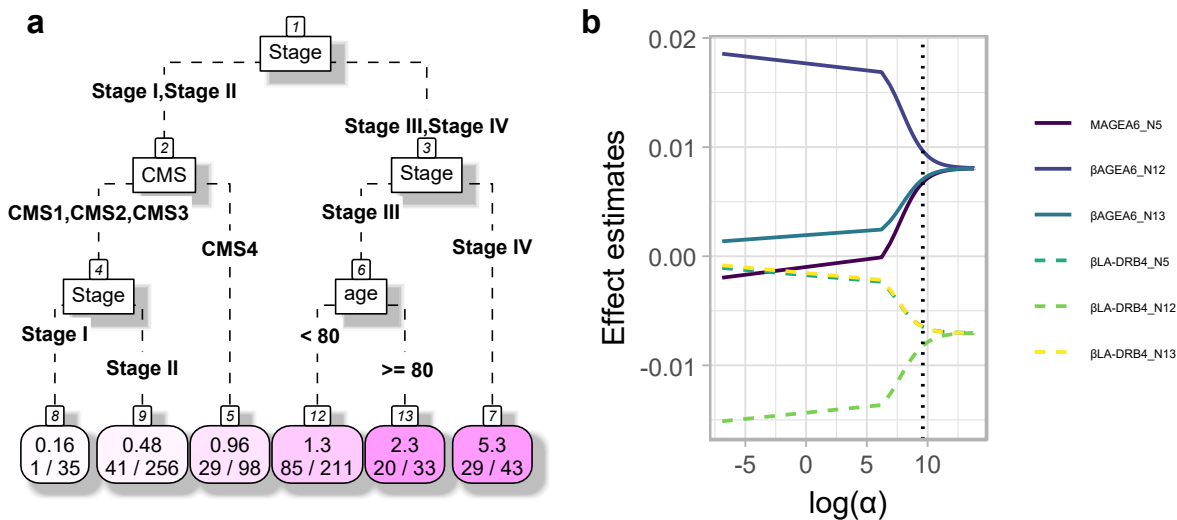 a
1
Stage
Stage I,Stage II
Stage III,Stage IV
2
CMS
3
Stage
CMS1,CMS2,CMS3
CMS4
Stage III
Stage IV
4
Stage
6
age
Stage I
Stage II
< 80
>= 80
8
0.16
1 / 35
9
0.48
41 / 256
5
0.96
29 / 98
12
1.3
85 / 211
13
2.3
20 / 33
7
5.3
29 / 43
b
Effect estimates
0.02
0.01
0.00
-0.01
-5
0
5
10
log(α)
MAGEA6_N5
βAGEA6_N12
βAGEA6_N13
βLA-DRB4_N5
βLA-DRB4_N12
βLA-DRB4_N13